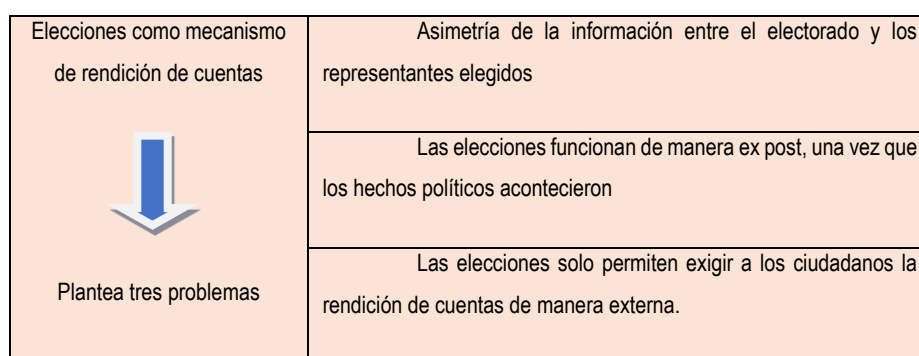 Elecciones como mecanismo
de rendición de cuentas
Plantea tres problemas
Asimetría de la información entre el electorado y los
representantes elegidos
Las elecciones funcionan de manera ex post, una vez que
los hechos políticos acontecieron
Las elecciones solo permiten exigir a los ciudadanos la
rendición de cuentas de manera externa.